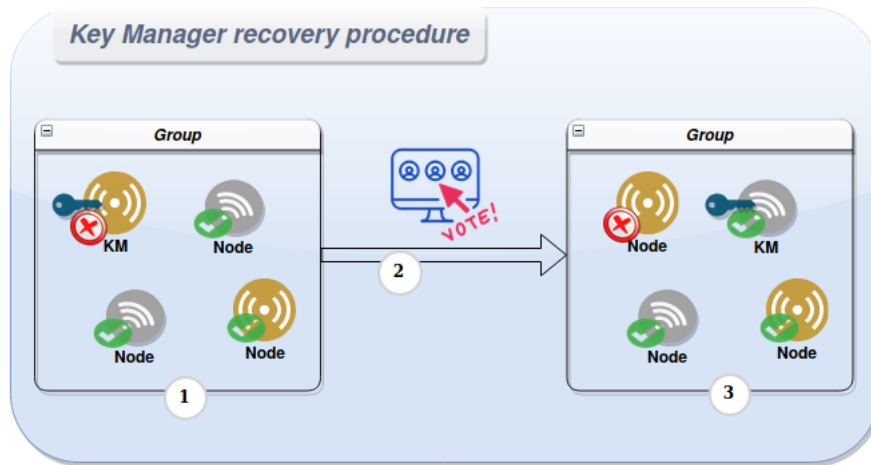 Key Manager recovery procedure
Group
KM
Node
Node
Node
1
VOTE!
2
Group
Node
KM
Node
Node
3